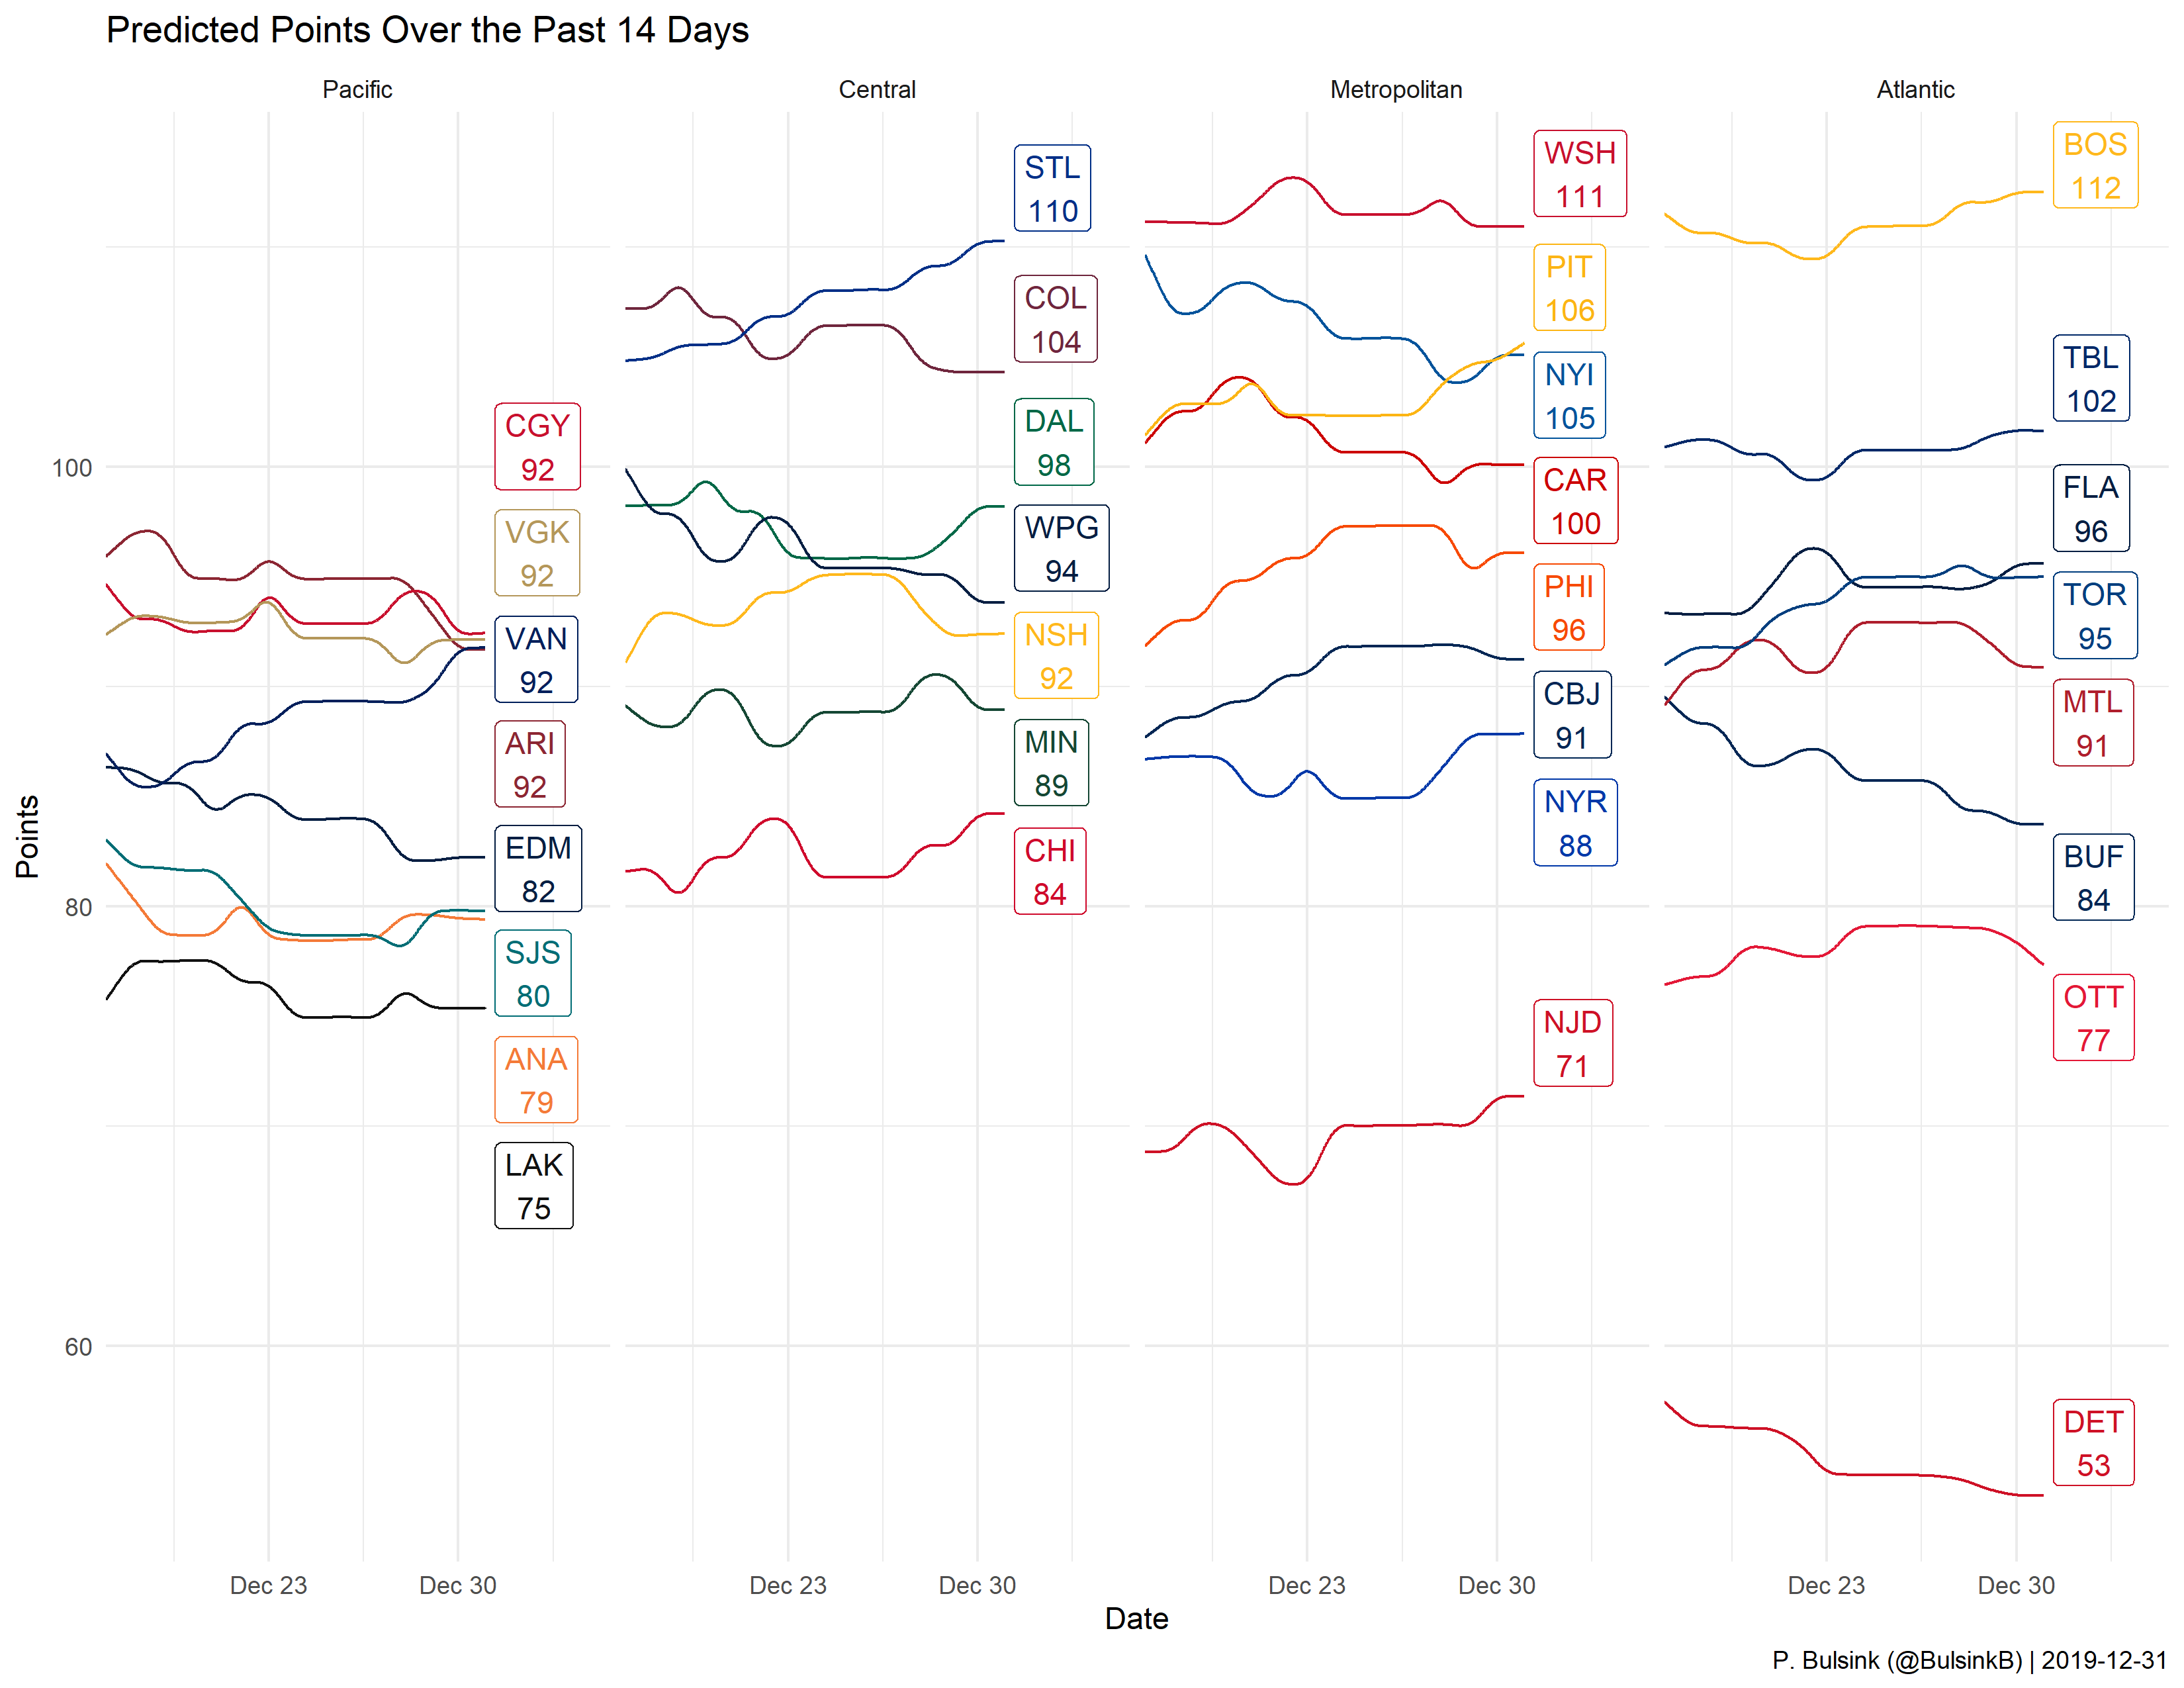 Predicted Points Over the Past 14 Days
Pacific
Central
Metropolitan
Atlantic
Points
100
80
60
CGY
92
VGK
92
VAN
92
ARI
92
EDM
82
SJS
80
ANA
79
LAK
75
STL
110
COL
104
DAL
98
WPG
94
NSH
92
MIN
89
CHI
84
WSH
111
PIT
106
NYI
105
CAR
100
PHI
96
CBJ
91
NYR
88
NJD
71
BOS
112
TBL
102
FLA
96
TOR
95
MTL
91
BUF
84
OTT
77
DET
53
Dec 23
Dec 30
Dec 23
Dec 30
Dec 23
Dec 30
Dec 23
Dec 30
Date
P. Bulsink (@BulsinkB) | 2019-12-31